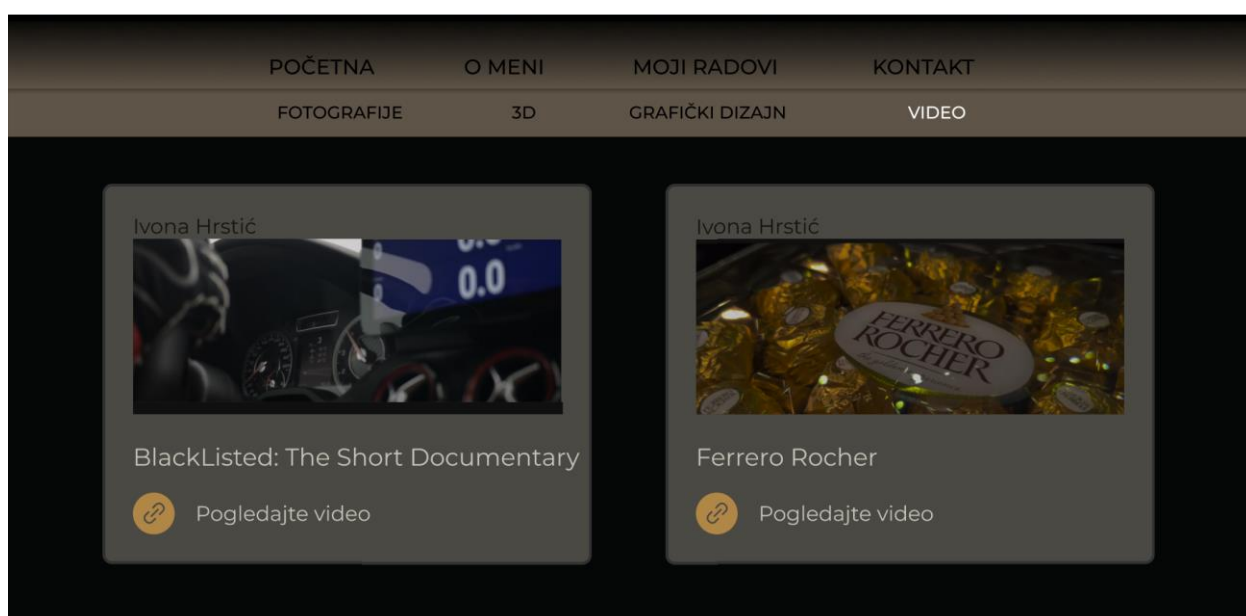 POČETNA O MENI MOJI RADOVI KONTAKT
FOTOGRAFIJE 3D GRAFIČKI DIZAJN VIDEO
Ivona Hrstić
0.0
BlackListed: The Short Documentary
Pogledajte video
Ivona Hrstić
FERRERO
ROCHER
Ferrero Rocher
Pogledajte video